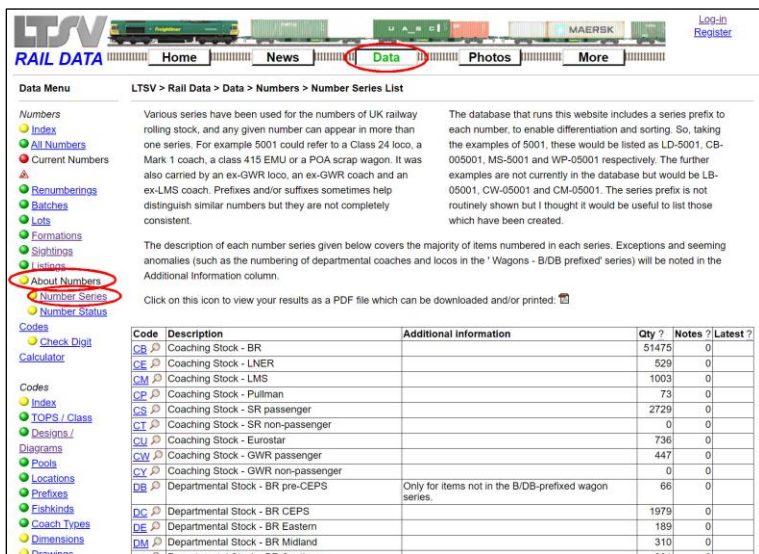 LTSV
RAIL DATA
Freightliner
U A S C
MAERSK
Log-in
Register
Home
News
Data
Photos
More
Data Menu
Numbers
Index
All Numbers
Current Numbers
Renumberings
Batches
Lots
Formations
Sightings
Listings
About Numbers
Number Series
Number Status
Codes
Check Digit
Calculator
Codes
Index
TOPS / Class
Designs /
Diagrams
Pools
Locations
Prefixes
Fishkinds
Coach Types
Dimensions
Drawings
LTSV > Rail Data > Data > Numbers > Number Series List
Various series have been used for the numbers of UK railway
rolling stock, and any given number can appear in more than
one series. For example 5001 could refer to a Class 24 loco, a
Mark 1 coach, a class 415 EMU or a POA scrap wagon. It was
also carried by an ex-GWR loco, an ex-GWR coach and an
ex-LMS coach. Prefixes and/or suffixes sometimes help
distinguish similar numbers but they are not completely
consistent.
The database that runs this website includes a series prefix to
each number, to enable differentiation and sorting. So, taking
the examples of 5001, these would be listed as LD-5001, CB-
005001, MS-5001 and WP-05001 respectively. The further
examples are not currently in the database but would be LB-
05001, CW-05001 and CM-05001. The series prefix is not
routinely shown but I thought it would be useful to list those
which have been created.
The description of each number series given below covers the majority of items numbered in each series. Exceptions and seeming
anomalies (such as the numbering of departmental coaches and locos in the ' Wagons - B/DB prefixed' series) will be noted in the
Additional Information column.
Click on this icon to view your results as a PDF file which can be downloaded and/or printed:
Code Description Additional information Qty ? Notes ? Latest ?
CB Coaching Stock - BR 51475 0
CE Coaching Stock - LNER 529 0
CM Coaching Stock - LMS 1003 0
CP Coaching Stock - Pullman 73 0
CS Coaching Stock - SR passenger 2729 0
CT Coaching Stock - SR non-passenger 0 0
CU Coaching Stock - Eurostar 736 0
CW Coaching Stock - GWR passenger 447 0
CY Coaching Stock - GWR non-passenger 0 0
DB Departmental Stock - BR pre-CEPS Only for items not in the B/DB-prefixed wagon 66 0
series.
DC Departmental Stock - BR CEPS 1979 0
DE Departmental Stock - BR Eastern 189 0
DM Departmental Stock - BR Midland 310 0